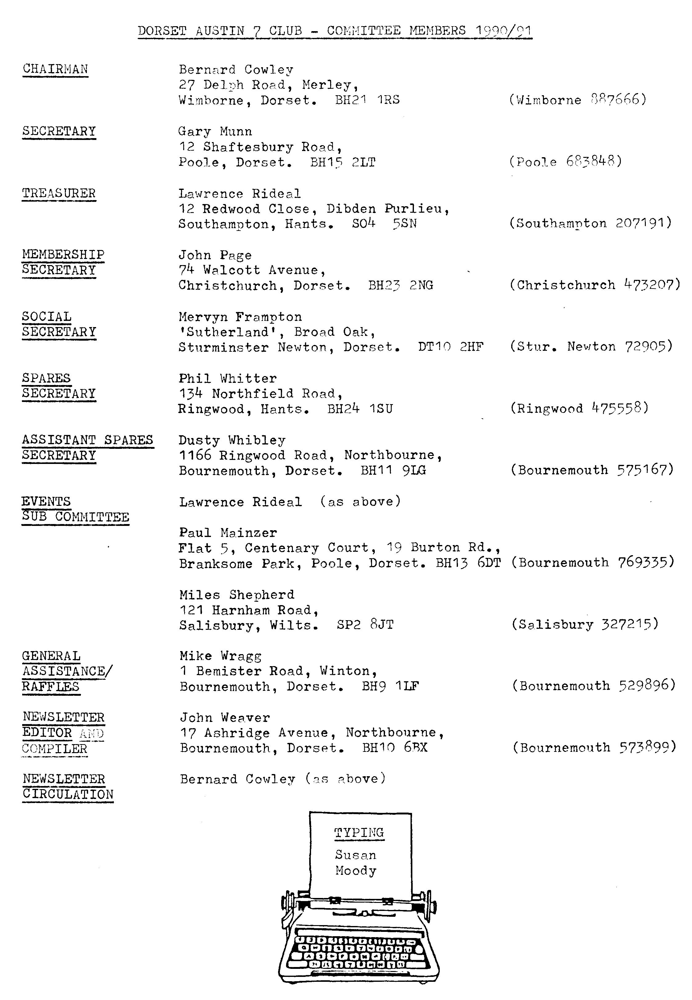 DORSET AUSTIN 7 CLUB - COMMITTEE MEMBERS 1990/91
CHAIRMAN Bernard Cowley
27 Delph Road, Merley,
Wimborne, Dorset. BH21 1RS (Wimborne 887666)
SECRETARY Gary Munn
12 Shaftesbury Road,
Poole, Dorset. BH15 2LT (Poole 683848)
TREASURER Lawrence Rideal
12 Redwood Close, Dibden Purlieu,
Southampton, Hants. SO4 5SN (Southampton 207191)
MEMBERSHIP John Page
SECRETARY 74 Walcott Avenue,
Christchurch, Dorset. BH23 2NG (Christchurch 473207)
SOCIAL Mervyn Frampton
SECRETARY 'Sutherland', Broad Oak,
Sturminster Newton, Dorset. DT10 2HF (Stur. Newton 72905)
SPARES Phil Whitter
SECRETARY 134 Northfield Road,
Ringwood, Hants. BH24 1SU (Ringwood 475558)
ASSISTANT SPARES Dusty Whibley
SECRETARY 1166 Ringwood Road, Northbourne,
Bournemouth, Dorset. BH11 9LG (Bournemouth 575167)
EVENTS Lawrence Rideal (as above)
SUB COMMITTEE
Paul Mainzer
Flat 5, Centenary Court, 19 Burton Rd.,
Branksome Park, Poole, Dorset. BH13 6DT (Bournemouth 769335)
Miles Shepherd
121 Harnham Road,
Salisbury, Wilts. SP2 8JT (Salisbury 327215)
GENERAL Mike Wragg
ASSISTANCE/ 1 Bemister Road, Winton,
RAFFLES Bournemouth, Dorset. BH9 1LF (Bournemouth 529896)
NEWSLETTER John Weaver
EDITOR AND 17 Ashridge Avenue, Northbourne,
COMPILER Bournemouth, Dorset. BH10 6BX (Bournemouth 573899)
NEWSLETTER Bernard Cowley (as above)
CIRCULATION
TYPING
Susan
Moody